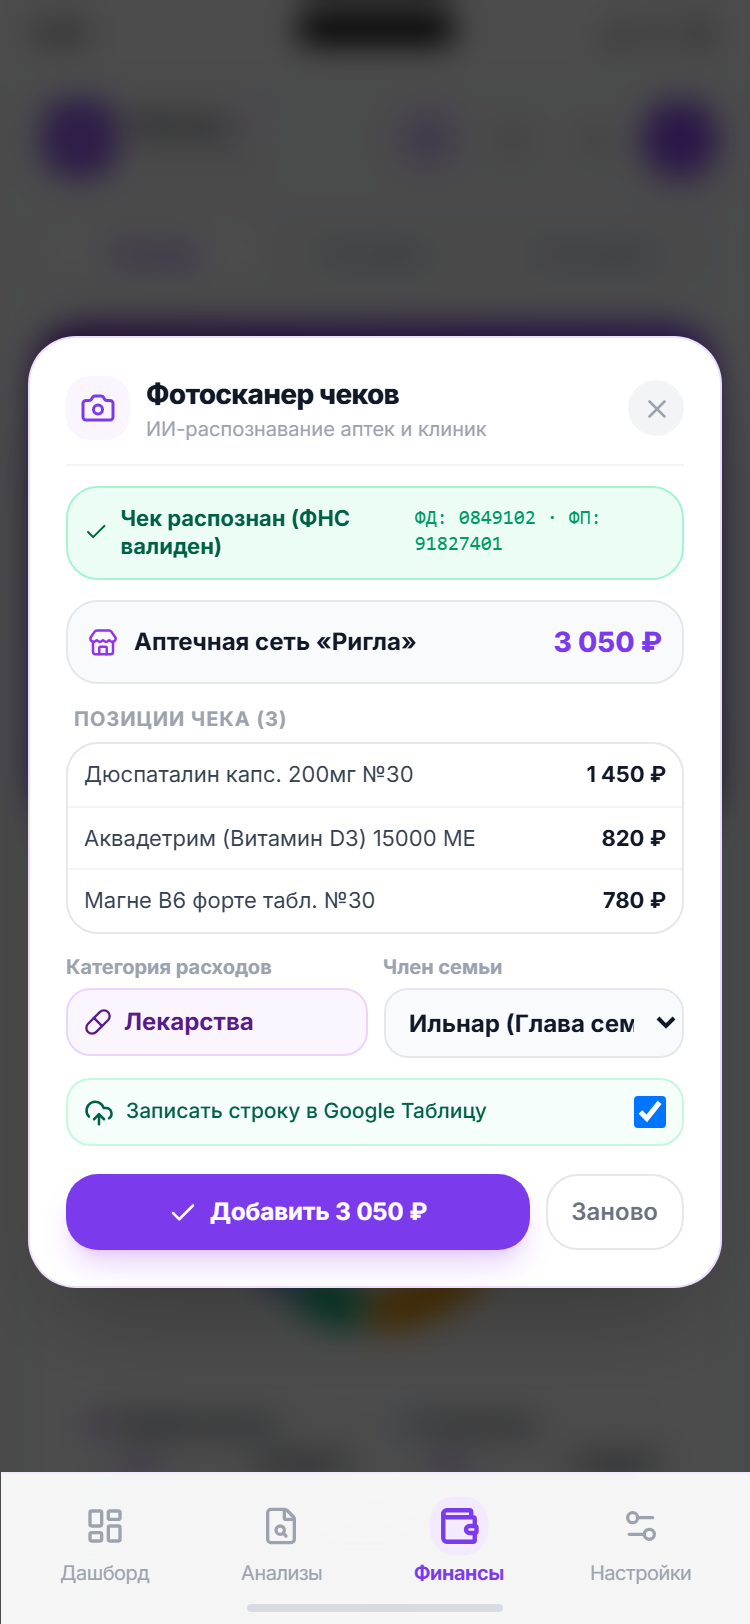 Фотосканер чеков
ИИ-распознавание аптек и клиник
Чек распознан (ФНС
валиден)
ФД: 0849102 · ФП:
91827401
Аптечная сеть «Ригла»
3 050 ₽
ПОЗИЦИИ ЧЕКА (3)
Дюспаталин капс. 200мг №30
1 450 ₽
Аквадетрим (Витамин D3) 15000 МЕ
820 ₽
Магне B6 форте табл. №30
780 ₽
Категория расходов
Член семьи
Лекарства
Ильнар (Глава сем
Записать строку в Google Таблицу
Добавить 3 050 ₽
Заново
Дашборд
Анализы
Финансы
Настройки